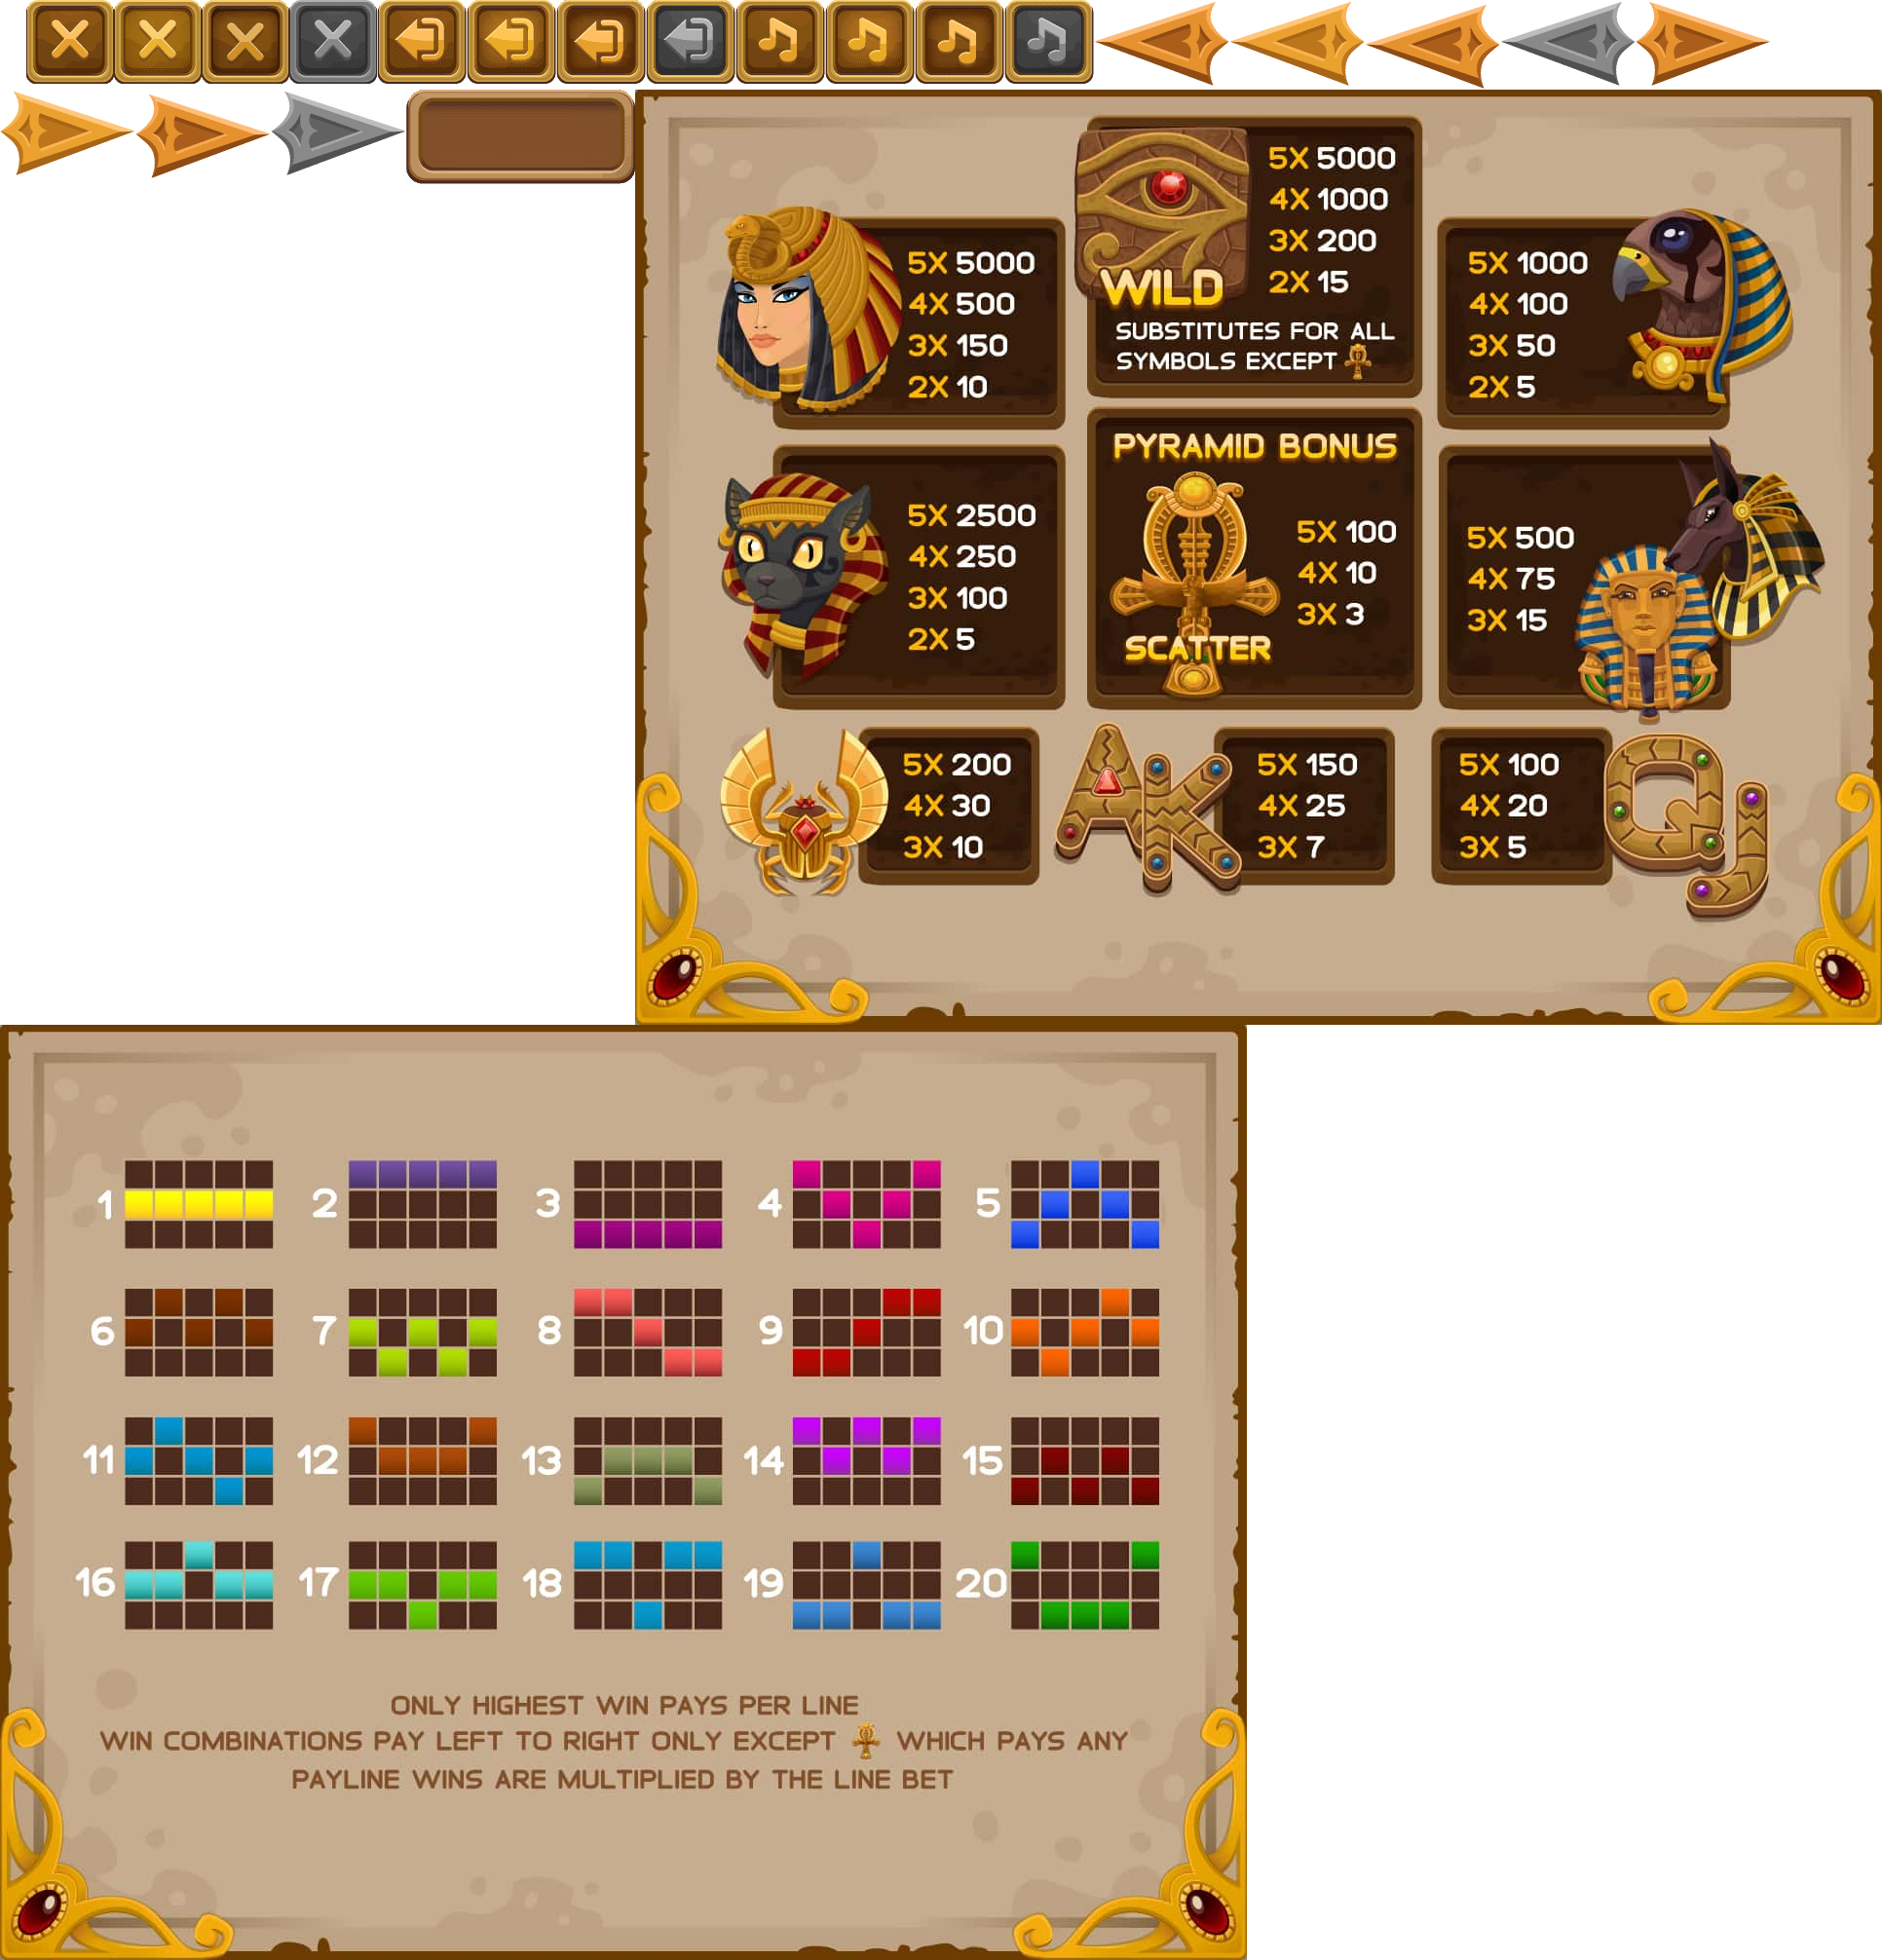 5X 5000
4X 1000
3X 200
2X 15
WILD
SUBSTITUTES FOR ALL
SYMBOLS EXCEPT
5X 5000
4X 500
3X 150
2X 10
5X 1000
4X 100
3X 50
2X 5
PYRAMID BONUS
5X 100
4X 10
3X 3
SCATTER
5X 2500
4X 250
3X 100
2X 5
5X 500
4X 75
3X 15
5X 200
4X 30
3X 10
A K
5X 150
4X 25
3X 7
5X 100
4X 20
3X 5
Q J
1 2 3 4 5
6 7 8 9 10
11 12 13 14 15
16 17 18 19 20
ONLY HIGHEST WIN PAYS PER LINE
WIN COMBINATIONS PAY LEFT TO RIGHT ONLY EXCEPT WHICH PAYS ANY
PAYLINE WINS ARE MULTIPLIED BY THE LINE BET